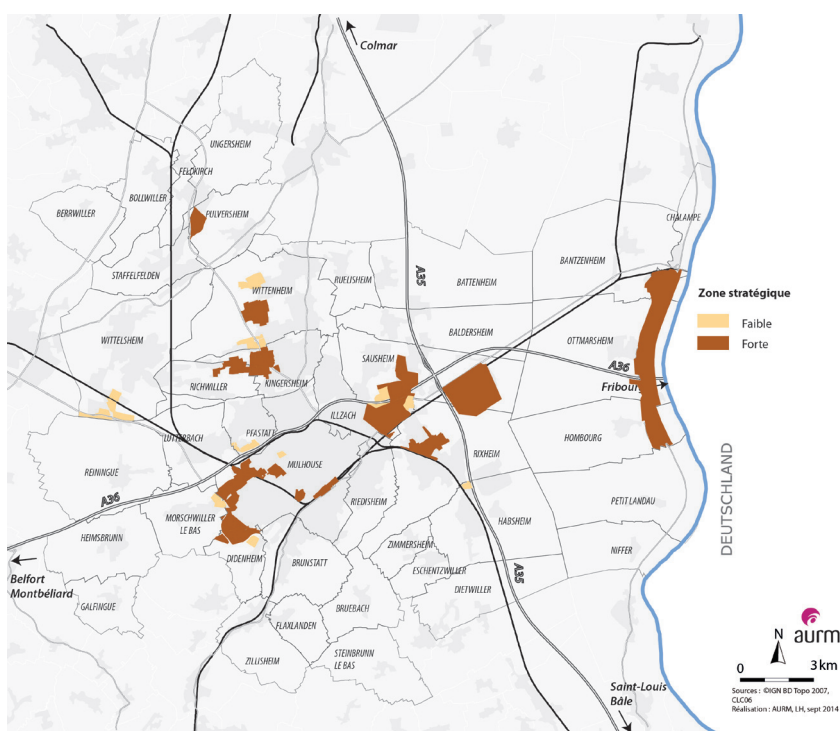 Colmar
UNGERSHEIM
FELDKIRCH
BOLLWILLER
BERRWILLER
PULVERSHEIM
CHALAMPE
STAFFELFELDEN
BANTZENHEIM
RUELISHEIM
BATTENHEIM
WITTENHEIM
A35
Zone stratégique
Faible
Forte
WITTELSHEIM
BALDERSHEIM
OTTMARSHEIM
SAUSHEIM
A36
Fribourg
RICHWILLER
KINGERSHEIM
ILLZACH
PFASTATT
LUTTERBACH
HOMBOURG
REININGUE
MULHOUSE
RIXHEIM
A36
RIEDISHEIM
PETIT LANDAU
DEUTSCHLAND
MORSCHWILLER
LE BAS
HABSHEIM
HEIMSBRUNN
ZIMMERSHEIM
NIFFER
DIDENHEIM
BRUNSTATT
ESCHENTZWILLER
A35
Belfort
Montbéliard
DIETWILLER
GALFINGUE
BRUEBACH
FLAXLANDEN
STEINBRUNN
LE BAS
ZILLISHEIM
aurm
N
0 3 km
Saint-Louis
Bâle
Sources : ©IGN BD Topo 2007,
CLC06
Réalisation : AURM, LH, sept 2014